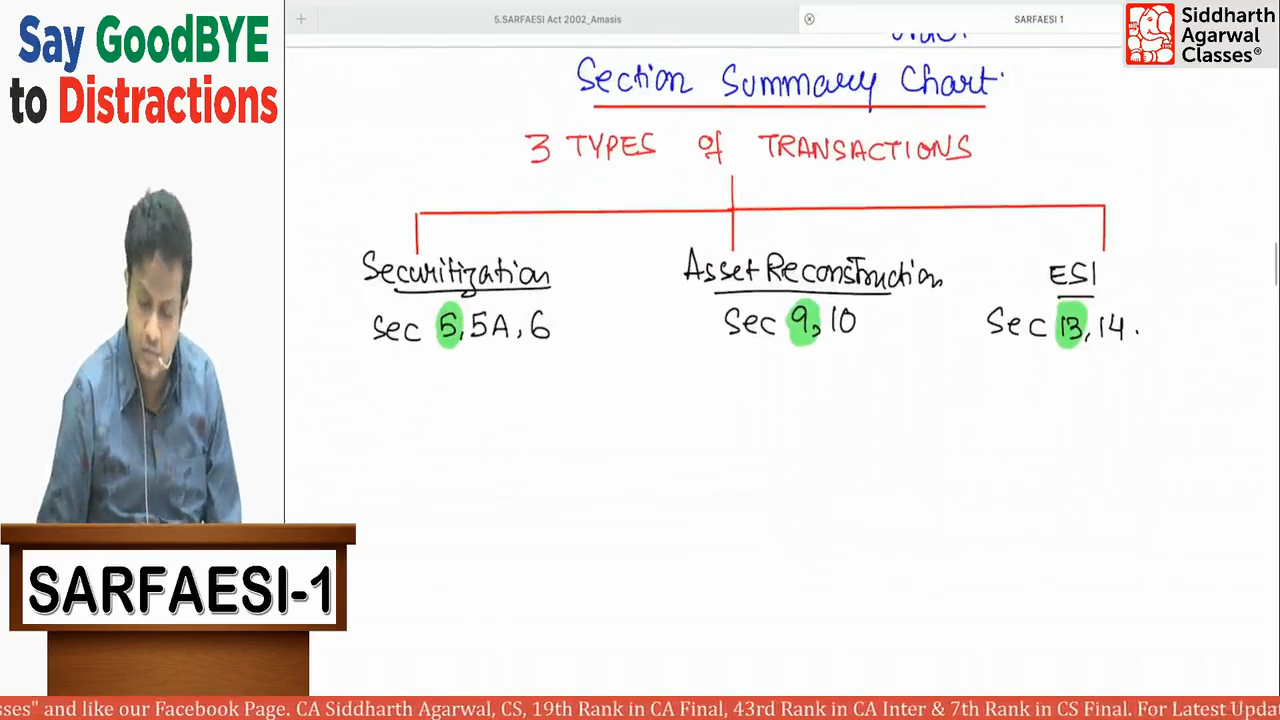 Say GoodBYE
to Distractions
5.SARFAESI Act 2002_Amasis
SARFAESI 1
Siddharth
Agarwal
Classes®
Section Summary Chart
3 TYPES of TRANSACTIONS
Securitization
Sec 5, 5A, 6
Asset Reconstruction
Sec 9, 10
ESI
Sec 13, 14.
SARFAESI-1
sses" and like our Facebook Page. CA Siddharth Agarwal, CS, 19th Rank in CA Final, 43rd Rank in CA Inter & 7th Rank in CS Final. For Latest Updat